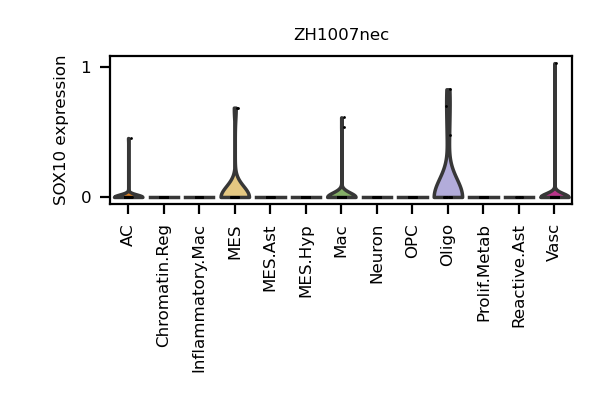 ZH1007nec
SOX10 expression
1
0
AC
Chromatin.Reg
Inflammatory.Mac
MES
MES.Ast
MES.Hyp
Mac
Neuron
OPC
Oligo
Prolif.Metab
Reactive.Ast
Vasc